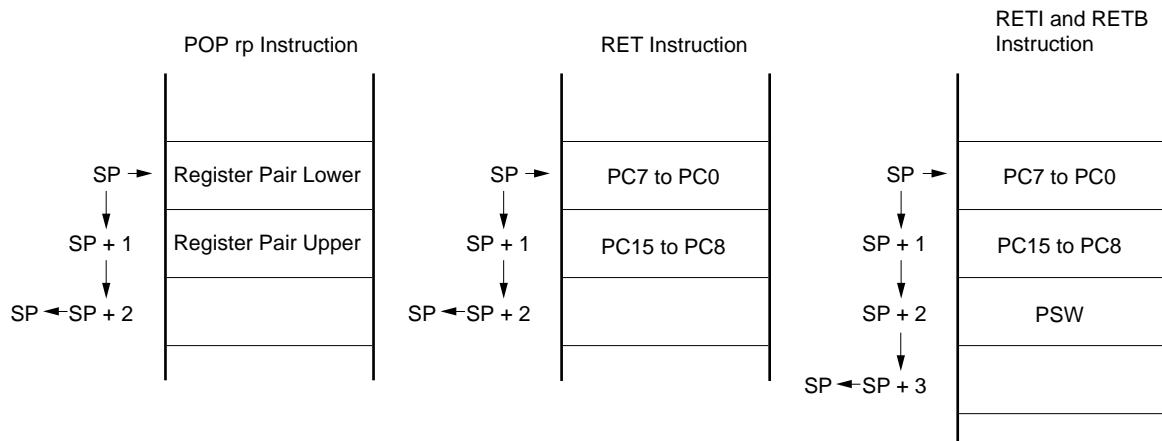 POP rp Instruction
SP
Register Pair Lower
SP + 1
Register Pair Upper
SP
SP + 2
RET Instruction
SP
PC7 to PC0
SP + 1
PC15 to PC8
SP
SP + 2
RETI and RETB
Instruction
SP
PC7 to PC0
SP + 1
PC15 to PC8
SP + 2
PSW
SP
SP + 3